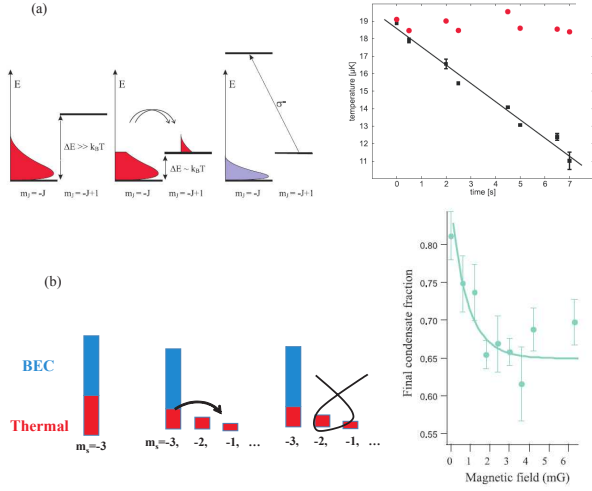 (a)
E
E
E
ΔE >> k_BT
ΔE ~ k_BT
σ⁻
m_J = -J
m_J = -J+1
m_J = -J
m_J = -J+1
m_J = -J
m_J = -J+1
temperature [µK]
19
18
17
16
15
14
13
12
11
0
1
2
3
4
5
6
7
time [s]
(b)
BEC
Thermal
m_s=-3
m_s=-3, -2, -1, ...
-3, -2, -1, ...
Final condensate fraction
0.80
0.75
0.70
0.65
0.60
0.55
0
1
2
3
4
5
6
Magnetic field (mG)